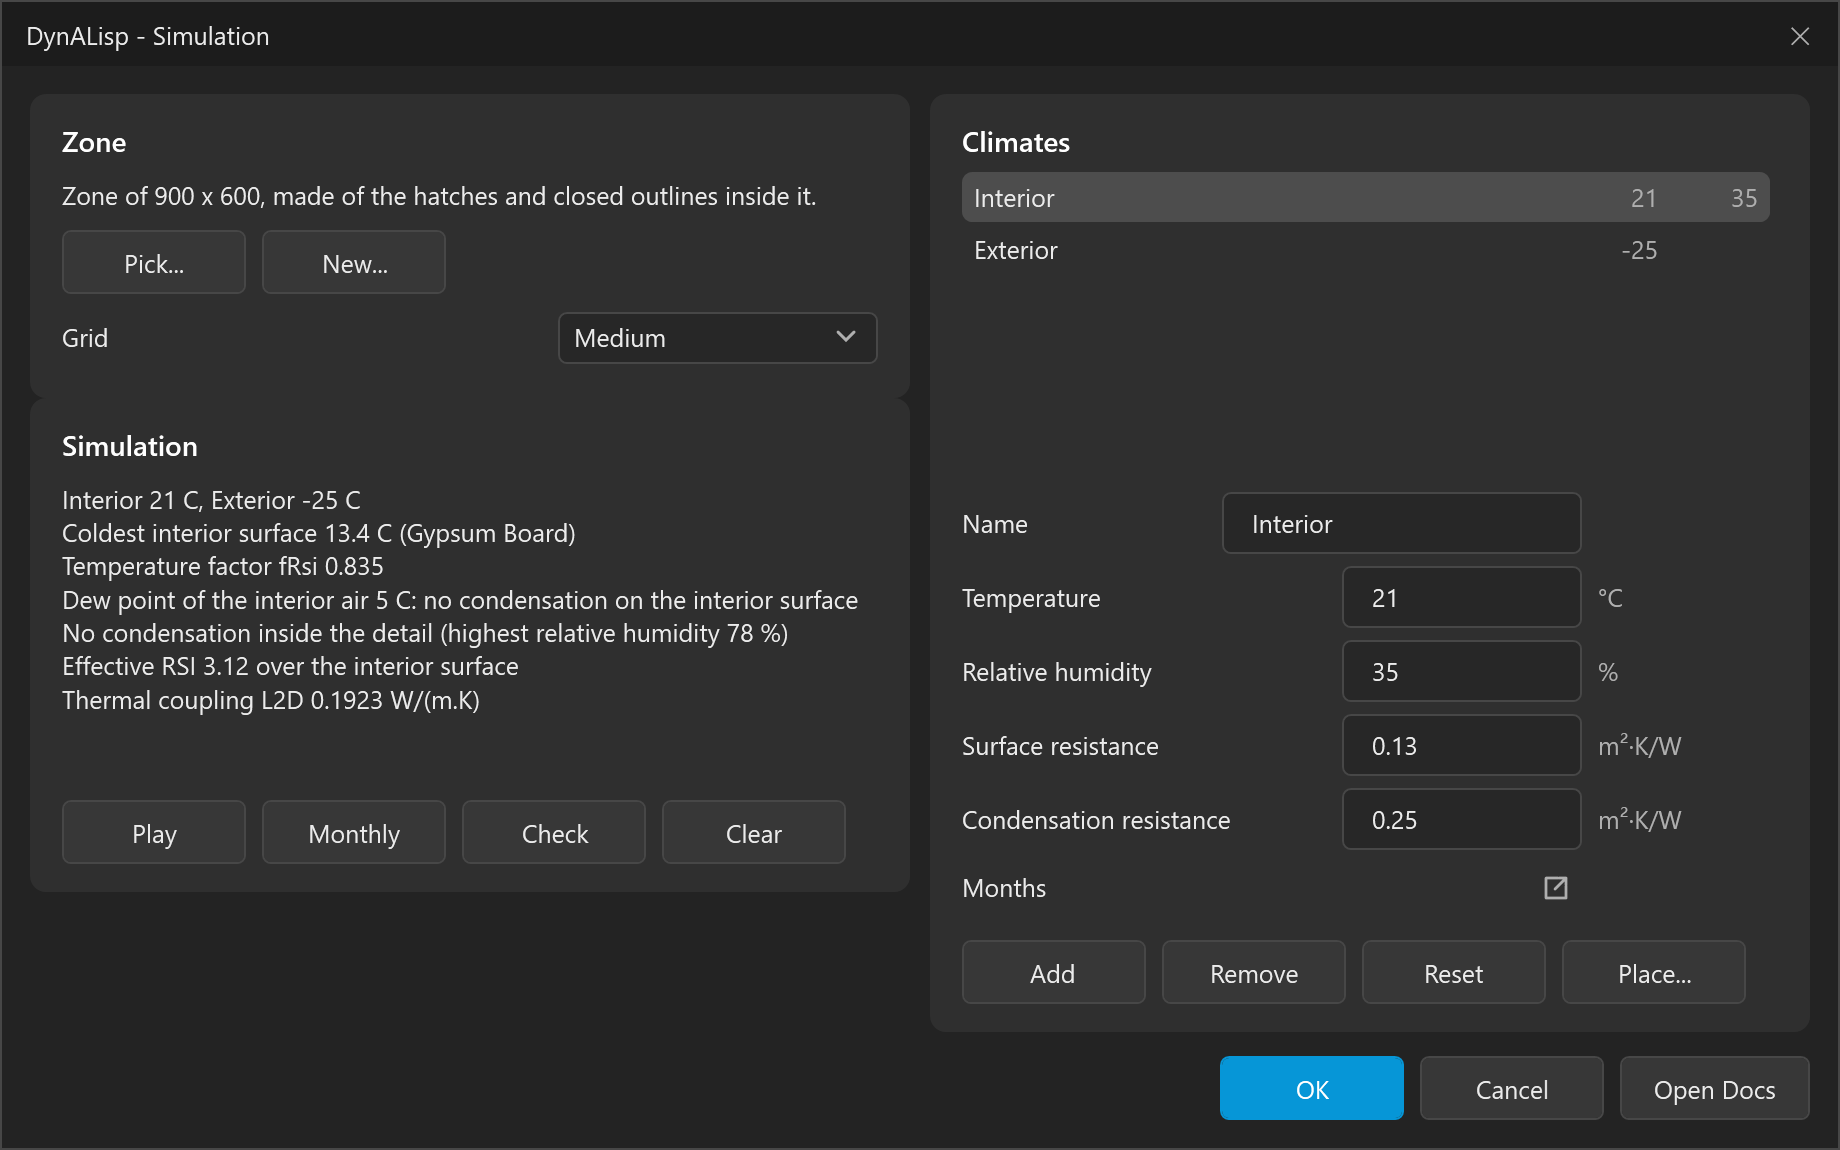 DynALisp - Simulation
Zone
Zone of 900 x 600, made of the hatches and closed outlines inside it.
Pick...
New...
Grid
Medium
Simulation
Interior 21 C, Exterior -25 C
Coldest interior surface 13.4 C (Gypsum Board)
Temperature factor fRsi 0.835
Dew point of the interior air 5 C: no condensation on the interior surface
No condensation inside the detail (highest relative humidity 78 %)
Effective RSI 3.12 over the interior surface
Thermal coupling L2D 0.1923 W/(m.K)
Play
Monthly
Check
Clear
Climates
Interior 21 35
Exterior -25
Name Interior
Temperature 21 °C
Relative humidity 35 %
Surface resistance 0.13 m²·K/W
Condensation resistance 0.25 m²·K/W
Months
Add
Remove
Reset
Place...
OK
Cancel
Open Docs